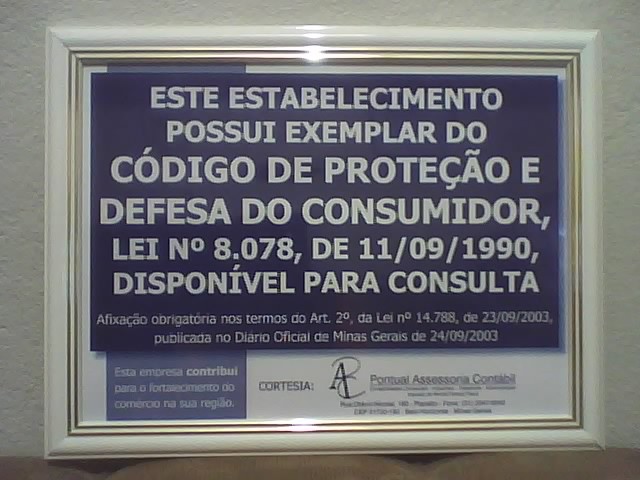 ESTE ESTABELECIMENTO
POSSUI EXEMPLAR DO
CÓDIGO DE PROTEÇÃO E
DEFESA DO CONSUMIDOR,
LEI Nº 8.078, DE 11/09/1990,
DISPONÍVEL PARA CONSULTA
Afixação obrigatória nos termos do Art. 2º, da Lei nº 14.788, de 23/09/2003,
publicada no Diário Oficial de Minas Gerais de 24/09/2003
Esta empresa contribui
para o fortalecimento do
comércio na sua região.
CORTESIA:
Pontual Assessoria Contábil
Minas Gerais